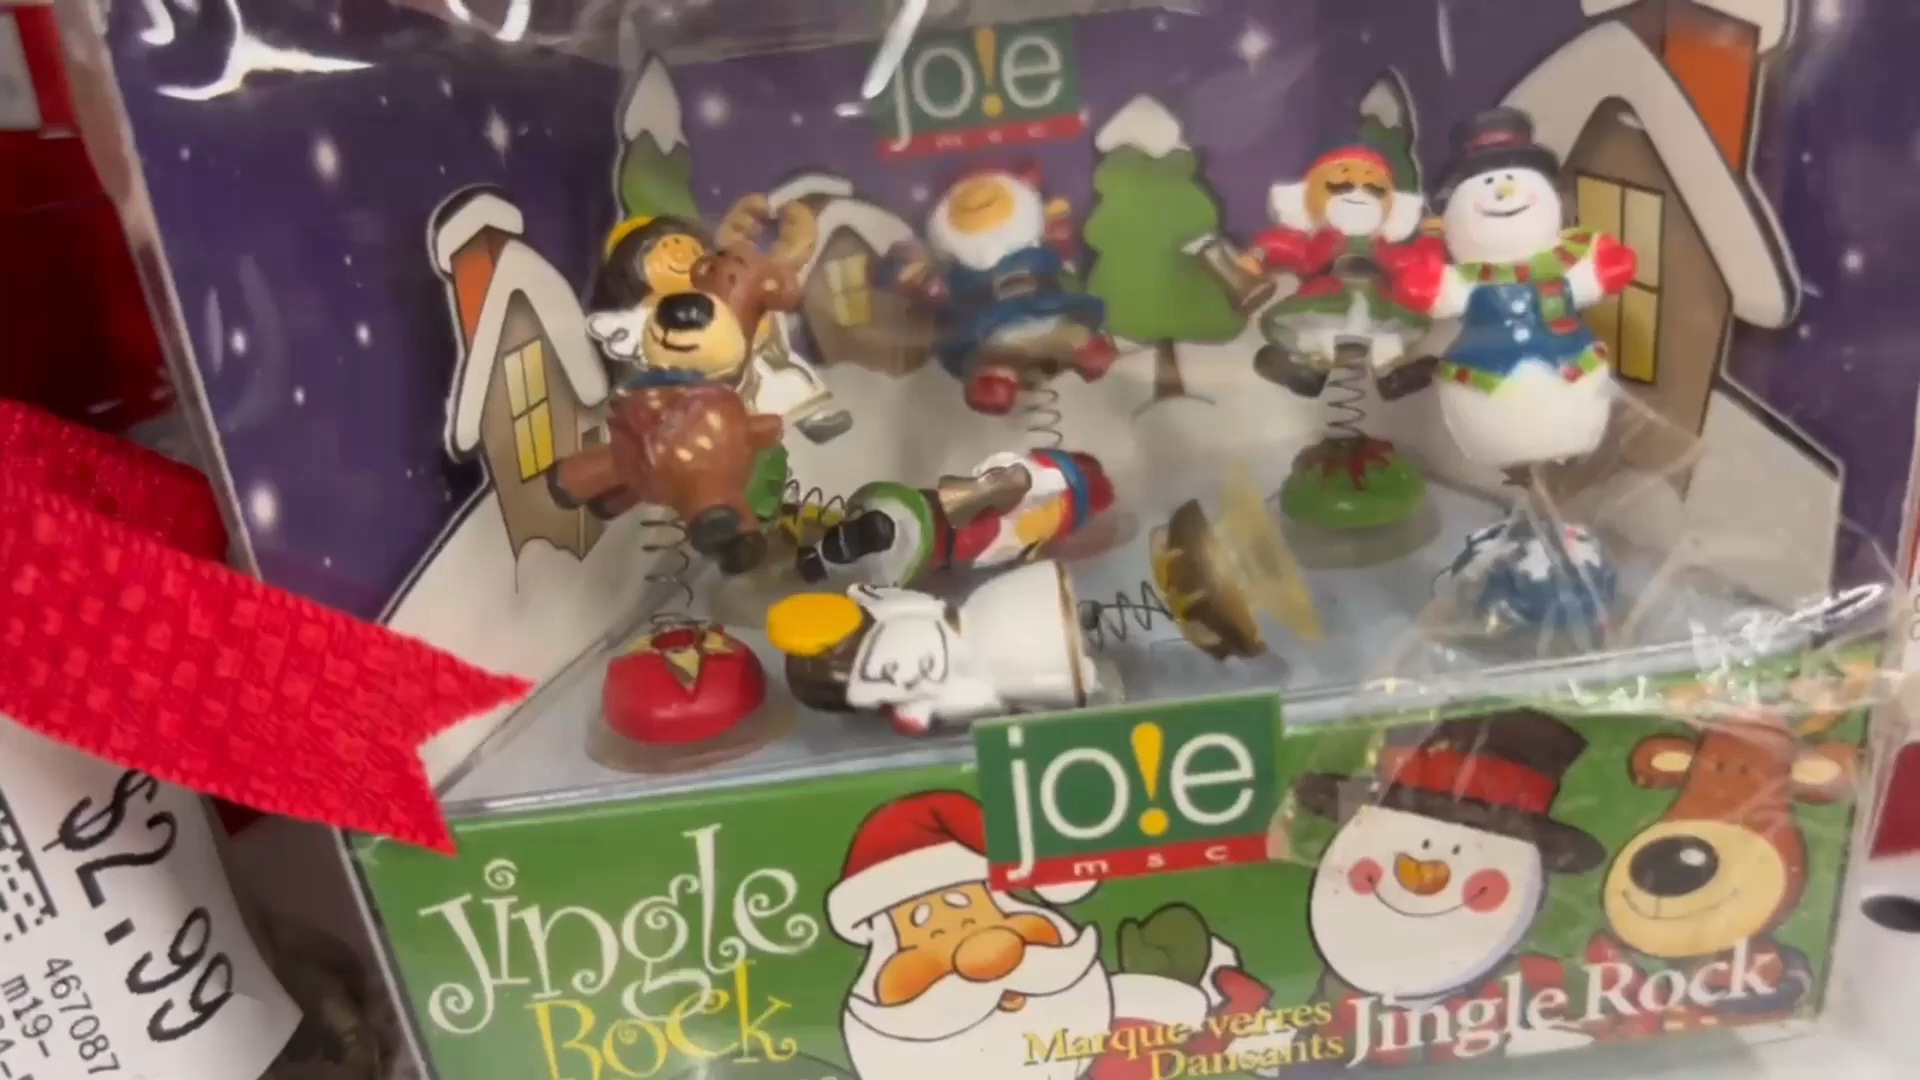 jo!e
msc
jo!e
msc
Jingle
Rock
Marque-verres
Dansants
Jingle Rock
$2.99
467087
m19-